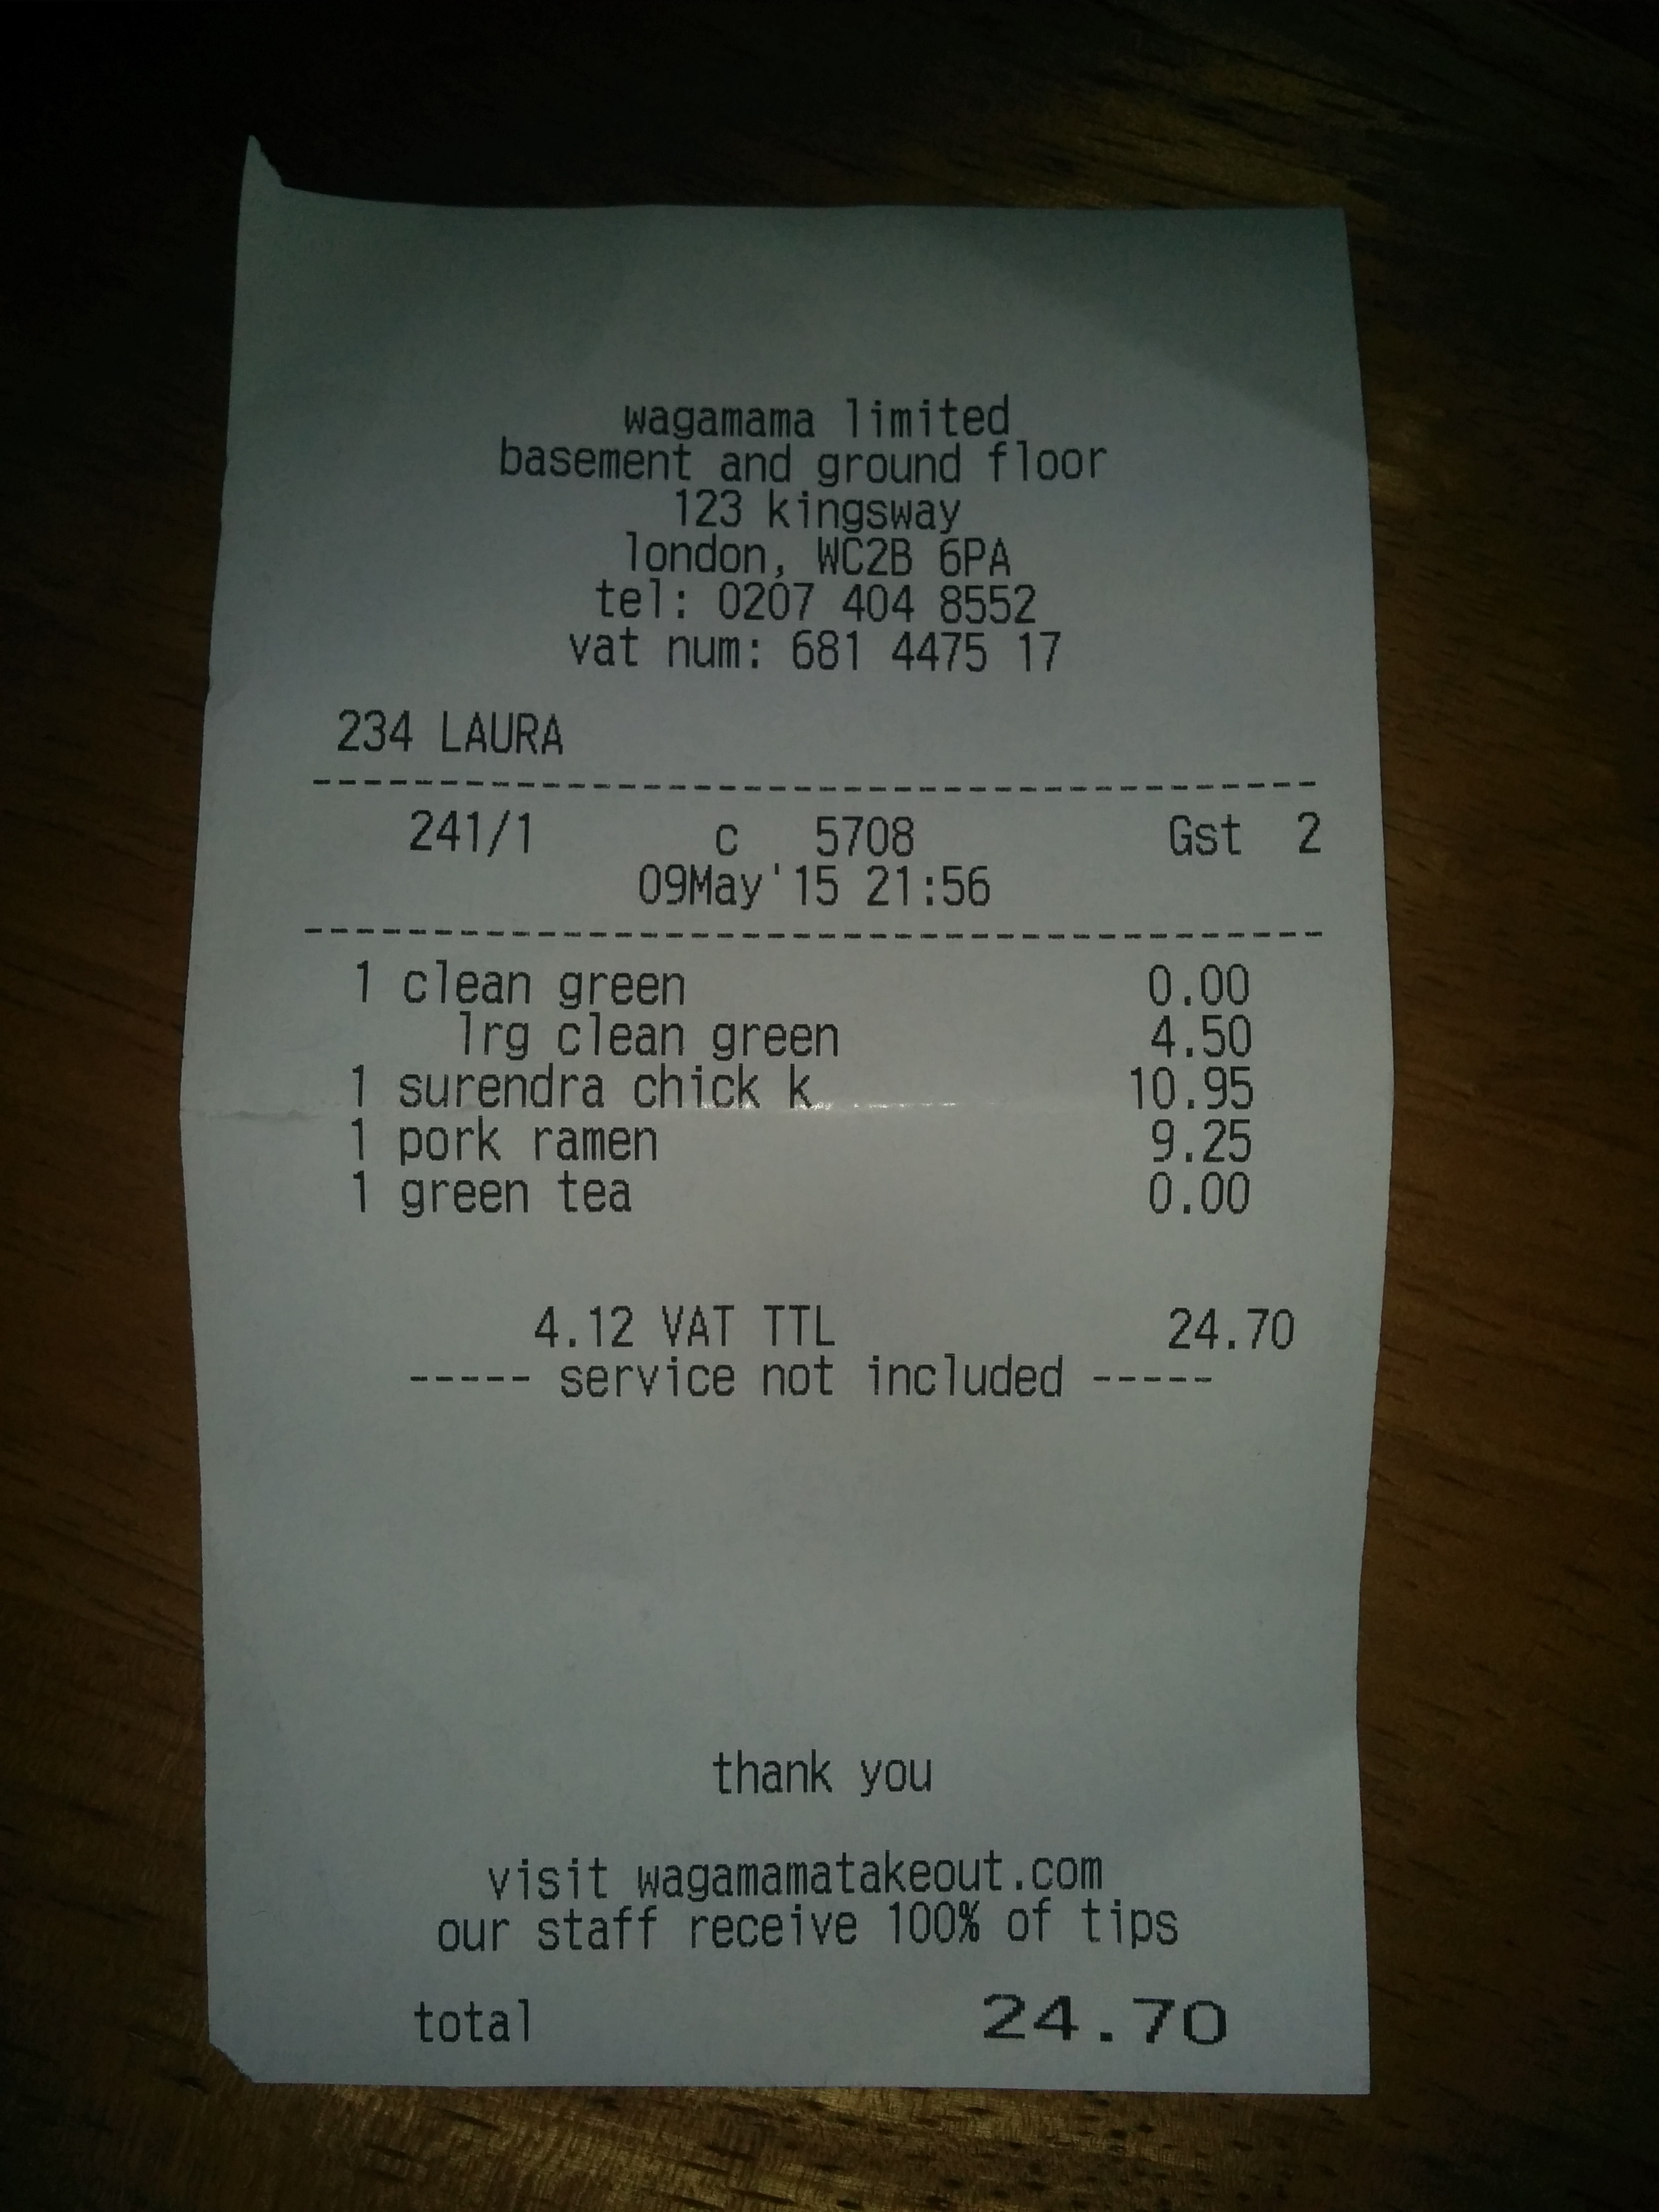 wagamama limited
basement and ground floor
123 kingsway
london, WC2B 6PA
tel: 0207 404 8552
vat num: 681 4475 17
234 LAURA
---------------------------------------
241/1 c 5708 Gst 2
09May'15 21:56
---------------------------------------
1 clean green 0.00
lrg clean green 4.50
1 surendra chick k 10.95
1 pork ramen 9.25
1 green tea 0.00
4.12 VAT TTL 24.70
----- service not included -----
thank you
visit wagamamatakeout.com
our staff receive 100% of tips
total 24.70